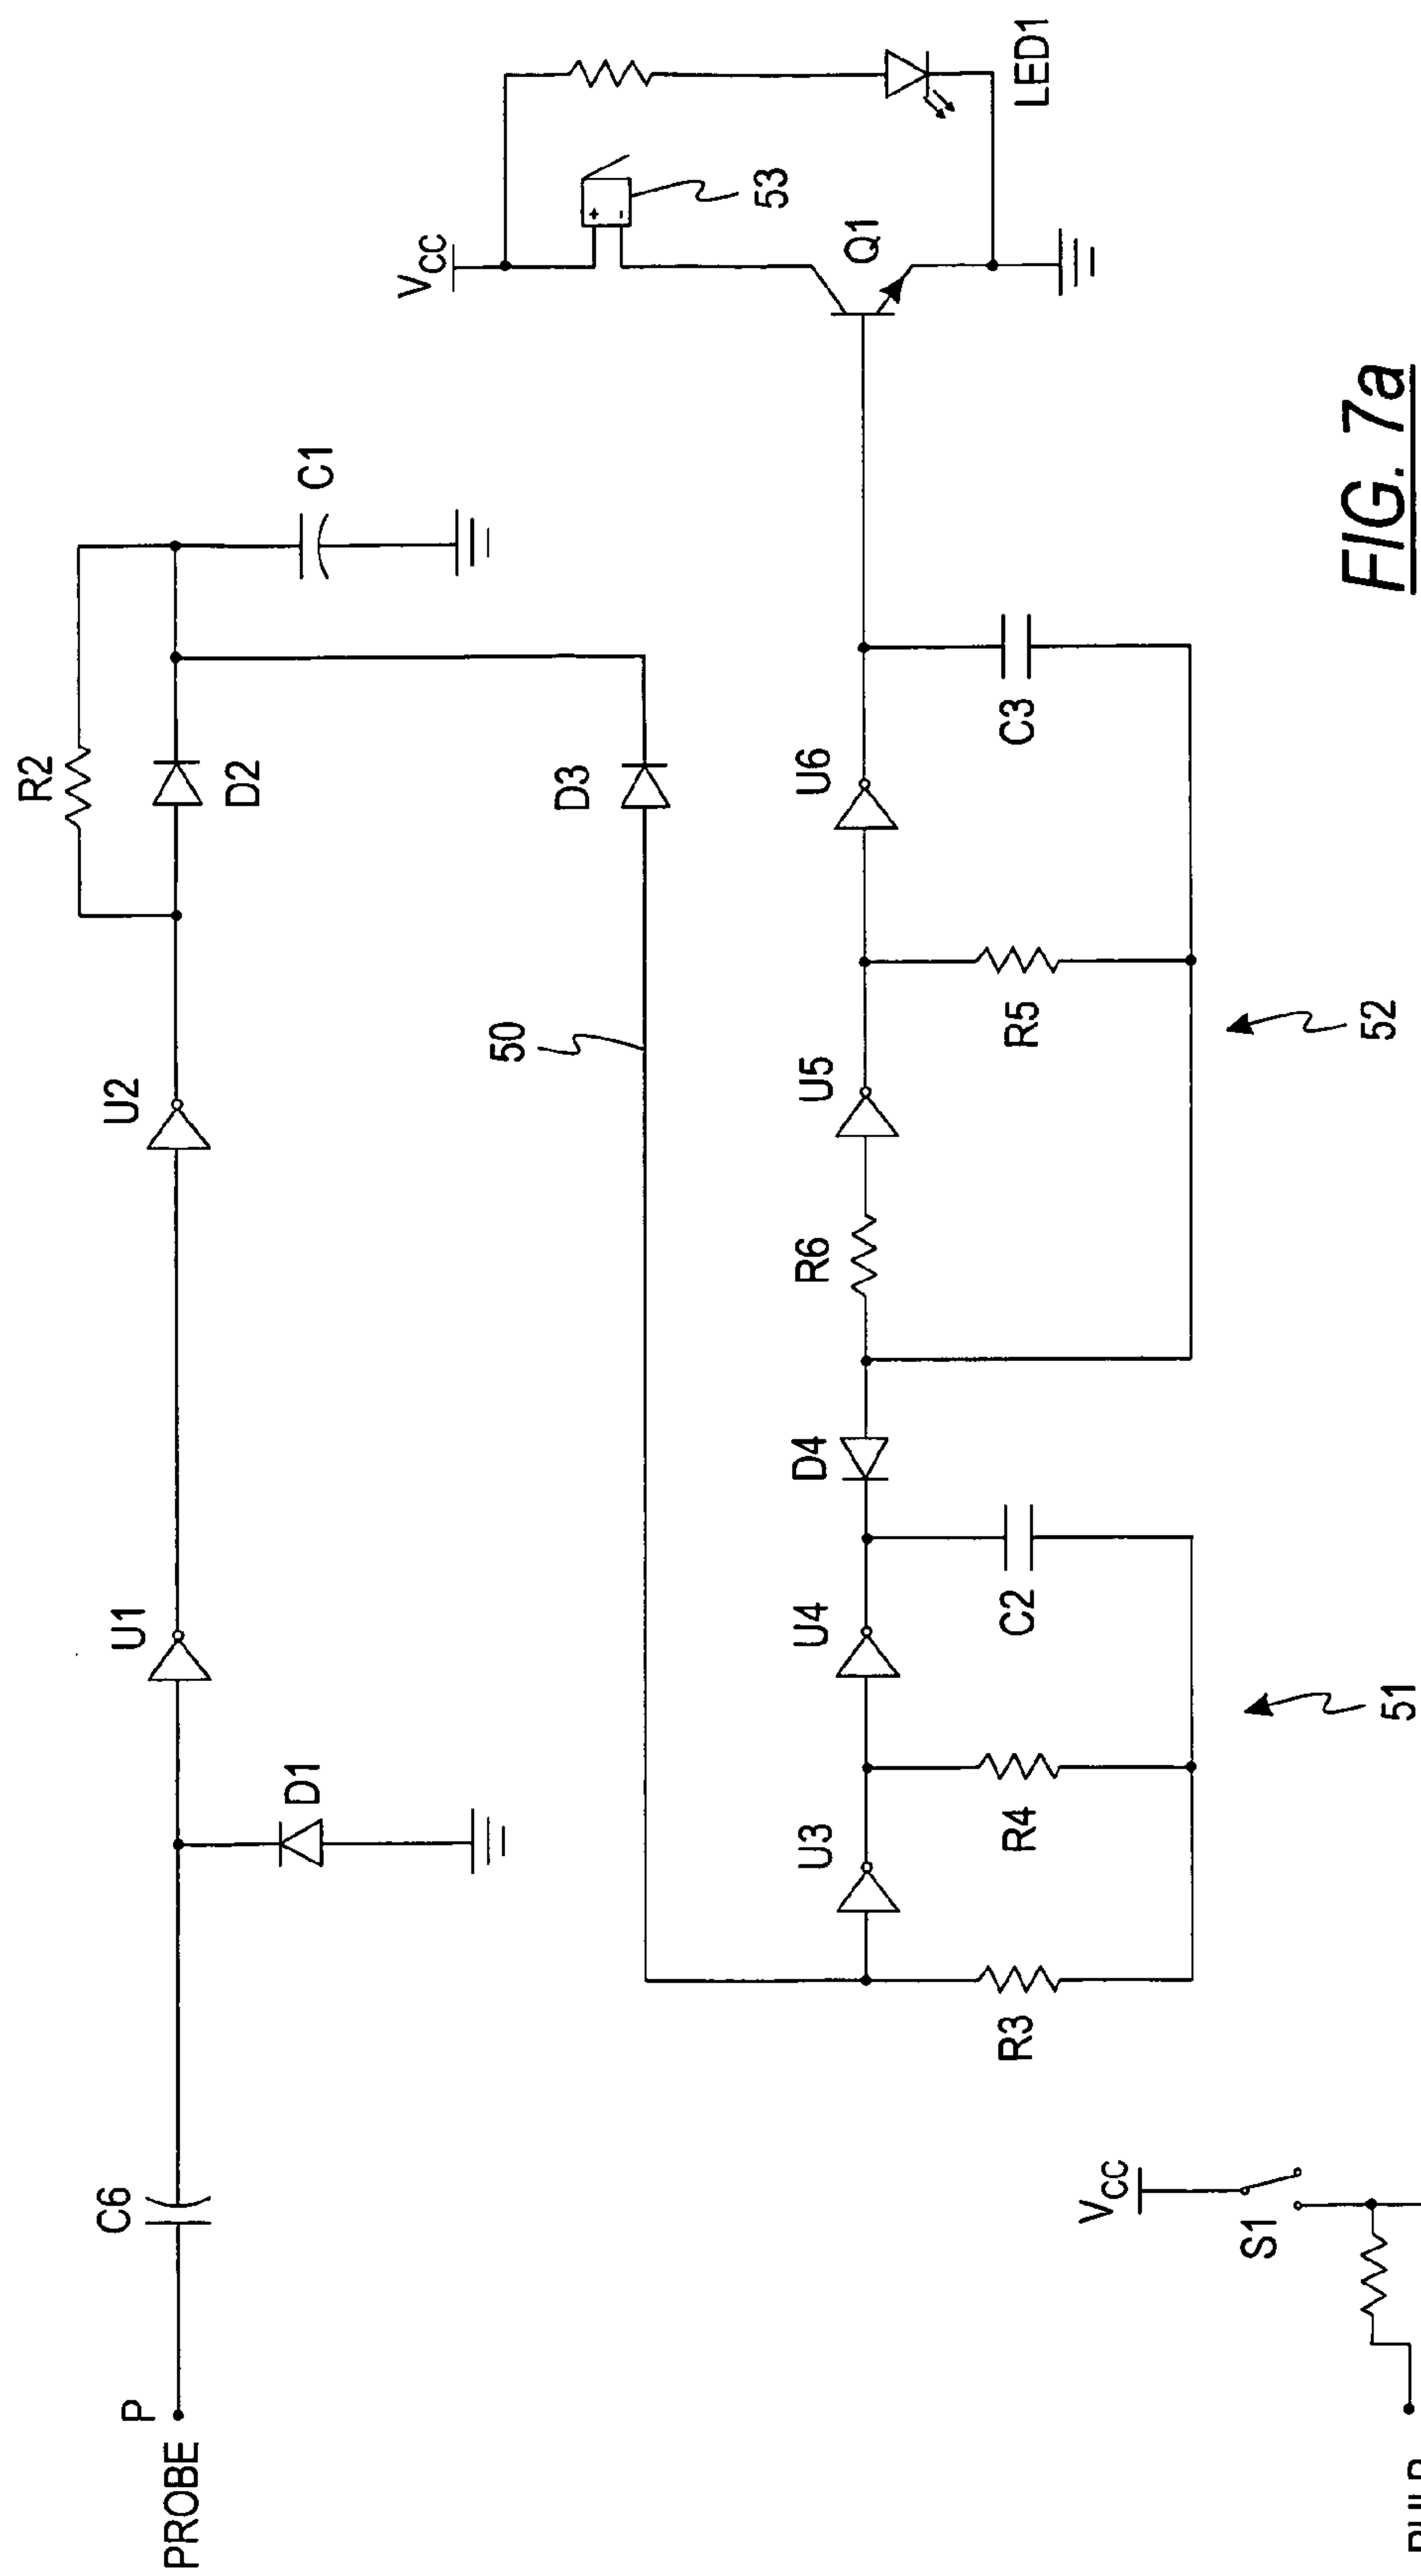 PROBE
P
C6
D1
U1
U2
R2
D2
C1
50
D3
R3
U3
R4
U4
C2
51
D4
R6
U5
R5
U6
C3
52
VCC
53
Q1
LED1
VCC
S1
FIG. 7a